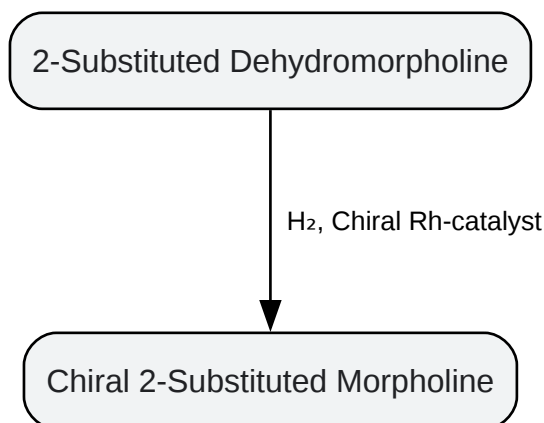 2-Substituted Dehydromorpholine
H₂, Chiral Rh-catalyst
Chiral 2-Substituted Morpholine